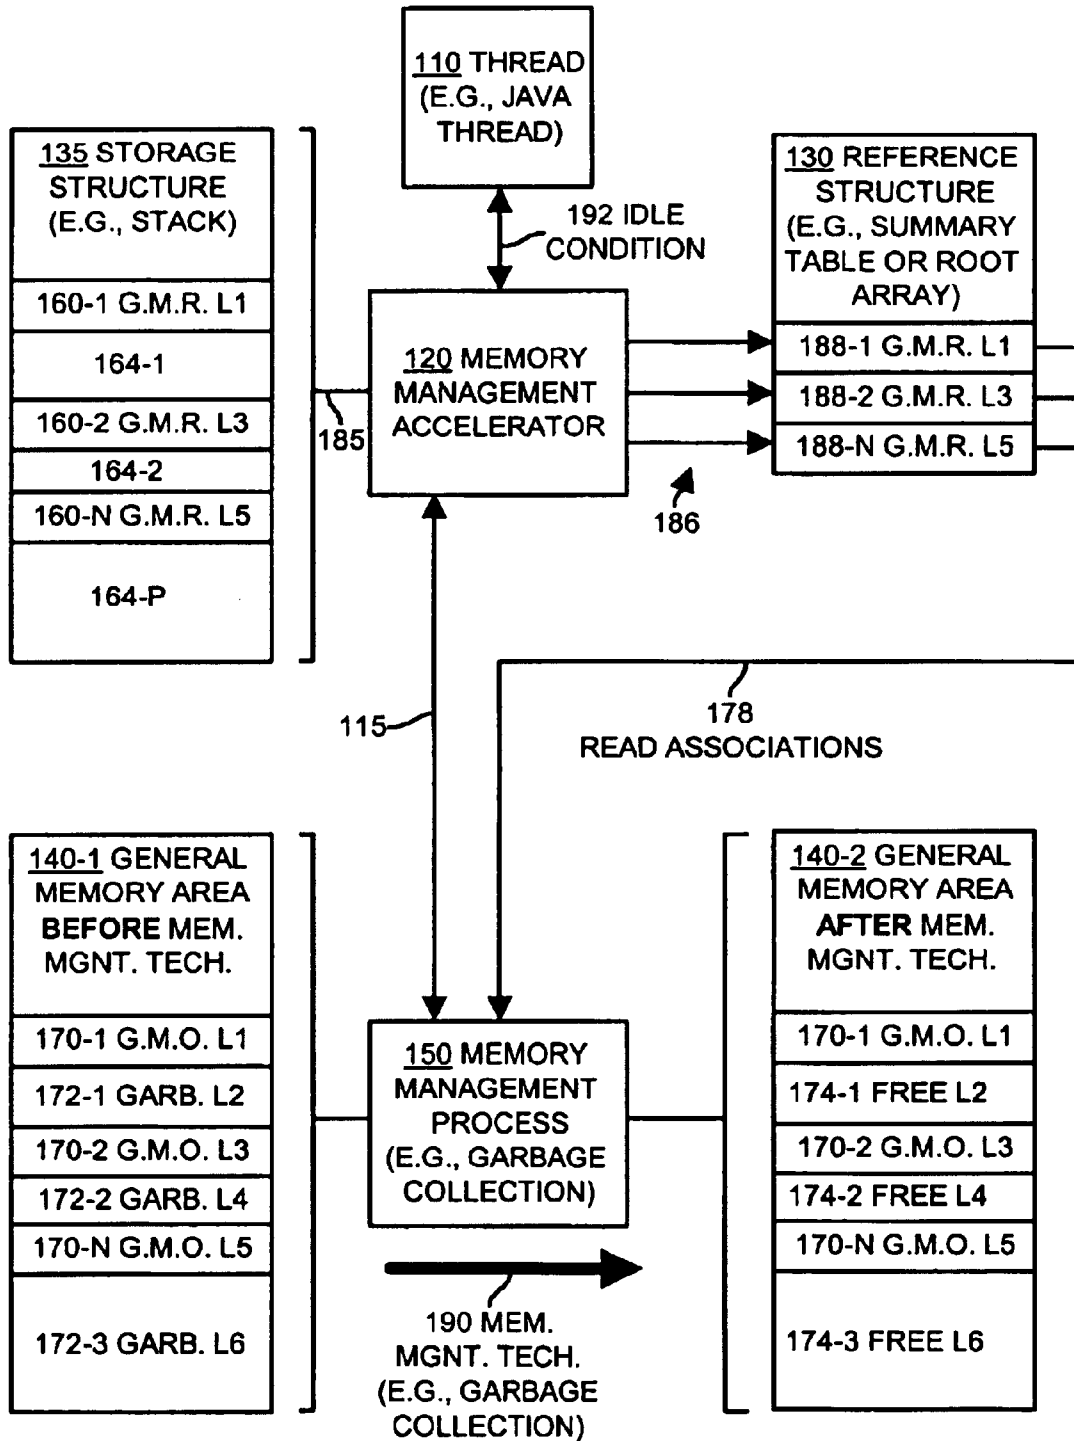 110 THREAD
(E.G., JAVA
THREAD)
135 STORAGE
STRUCTURE
(E.G., STACK)
160-1 G.M.R. L1
164-1
160-2 G.M.R. L3
164-2
160-N G.M.R. L5
164-P
192 IDLE
CONDITION
130 REFERENCE
STRUCTURE
(E.G., SUMMARY
TABLE OR ROOT
ARRAY)
188-1 G.M.R. L1
188-2 G.M.R. L3
188-N G.M.R. L5
120 MEMORY
MANAGEMENT
ACCELERATOR
185
186
115
178
READ ASSOCIATIONS
140-1 GENERAL
MEMORY AREA
BEFORE MEM.
MGNT. TECH.
170-1 G.M.O. L1
172-1 GARB. L2
170-2 G.M.O. L3
172-2 GARB. L4
170-N G.M.O. L5
172-3 GARB. L6
150 MEMORY
MANAGEMENT
PROCESS
(E.G., GARBAGE
COLLECTION)
190 MEM.
MGNT. TECH.
(E.G., GARBAGE
COLLECTION)
140-2 GENERAL
MEMORY AREA
AFTER MEM.
MGNT. TECH.
170-1 G.M.O. L1
174-1 FREE L2
170-2 G.M.O. L3
174-2 FREE L4
170-N G.M.O. L5
174-3 FREE L6